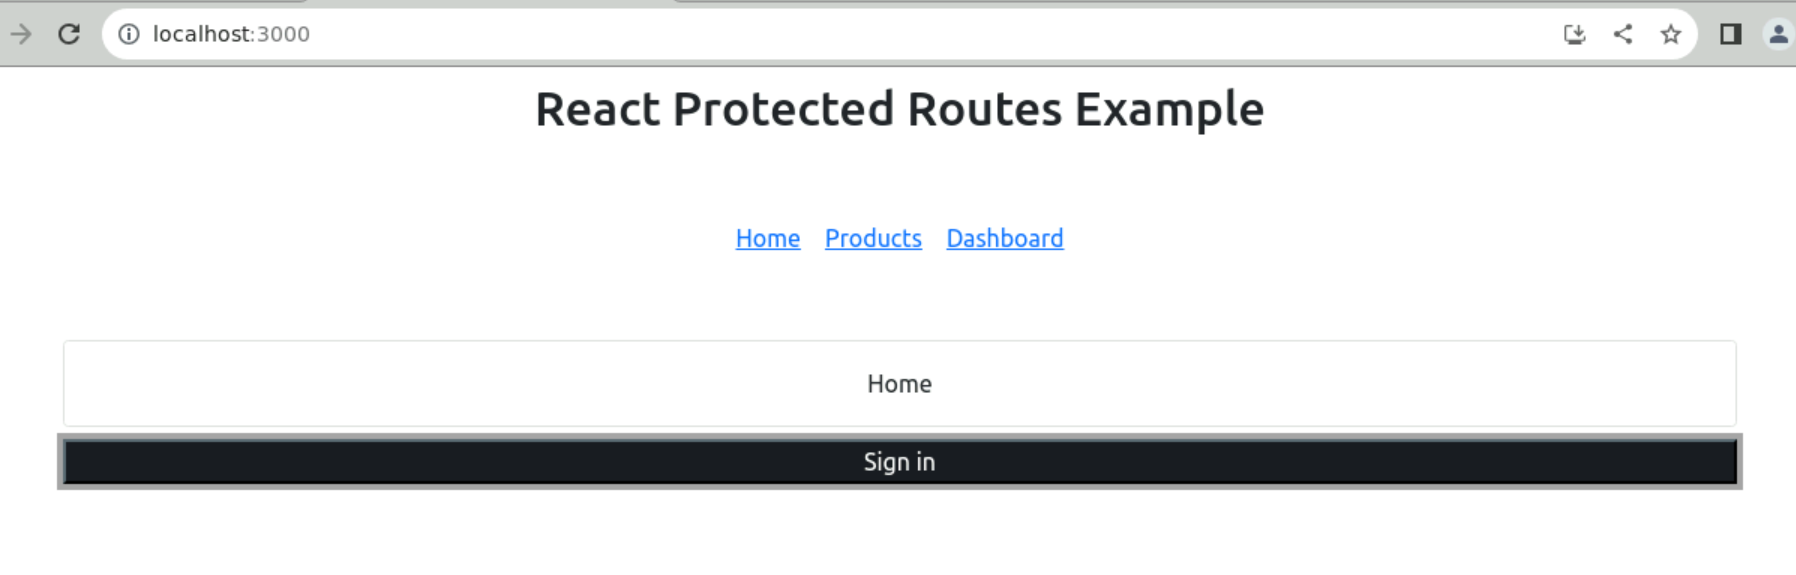 localhost:3000
React Protected Routes Example
Home Products Dashboard
Home
Sign in